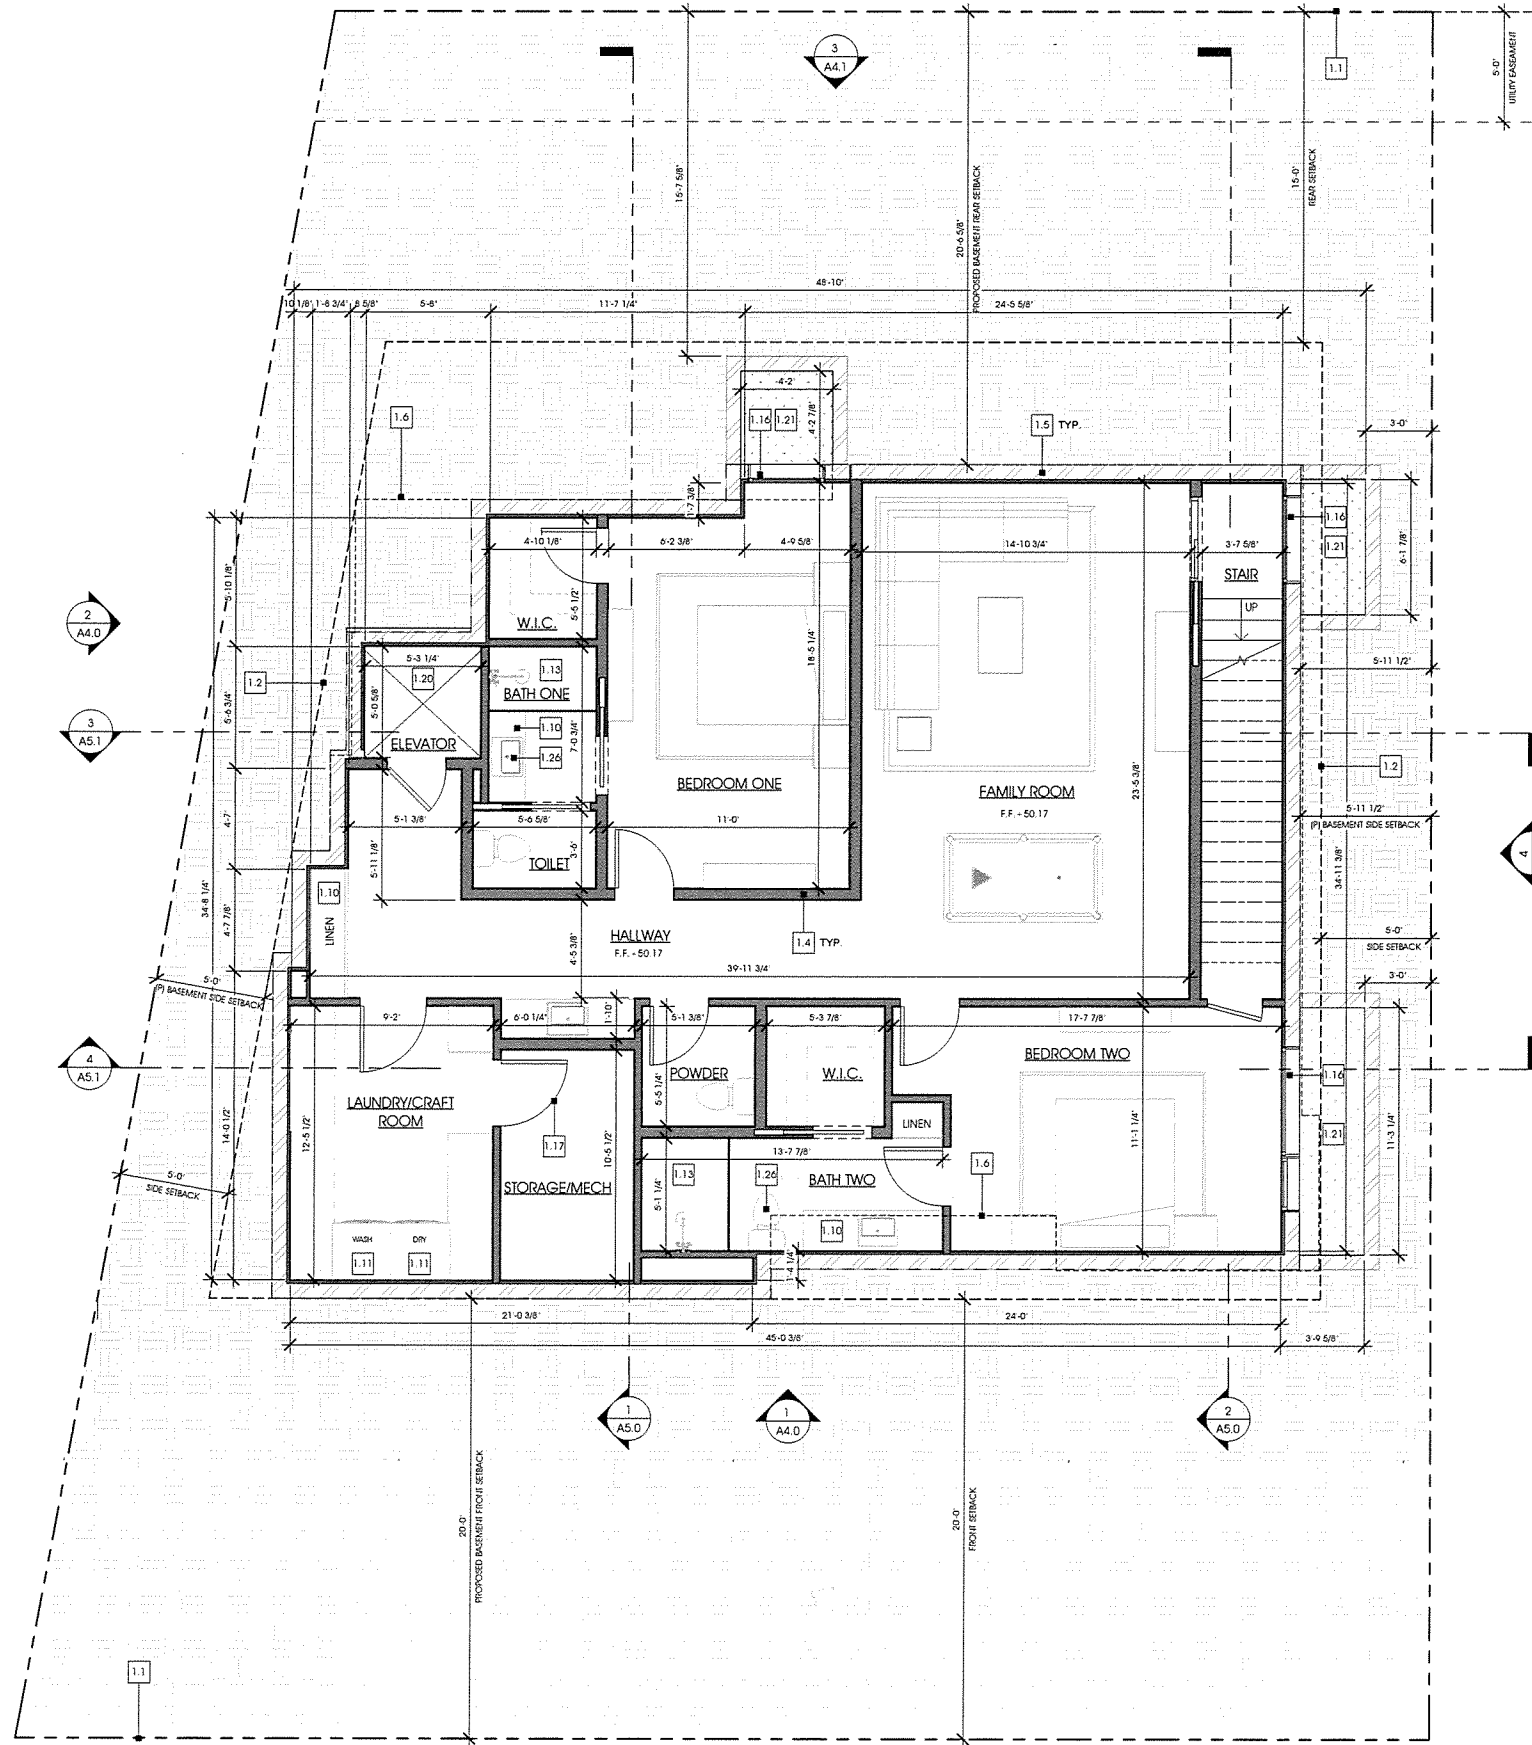 3
A4.1
1.1
5'-0"
UTILITY EASEMENT
15'-7 5/8"
20'-6 5/8"
PROPOSED BASEMENT REAR SETBACK
15'-0"
REAR SETBACK
48'-10"
10 1/8"
1'-8 3/4"
8 5/8"
11'-7 1/4"
24'-5 5/8"
4'-2"
1.6
1.16
1.21
4'-2 7/8"
1.5 TYP.
3'-0"
1'-7 3/8"
4'-10 1/8"
6'-2 3/8"
4'-9 5/8"
14'-10 3/4"
3'-7 5/8"
1.16
1.21
6'-1 7/8"
STAIR
UP
5'-10 1/8"
5'-5 1/2"
W.I.C.
2
A4.0
18'-5 1/4"
5'-3 1/4"
1.20
1.13
BATH ONE
5'-11 1/2"
1.2
5'-0 5/8"
5'-6 3/4"
3
A5.1
ELEVATOR
1.10
1.26
7'-0 3/4"
BEDROOM ONE
FAMILY ROOM
F.F. - 50.17
23'-5 3/8"
1.2
5'-11 1/2"
(P) BASEMENT SIDE SETBACK
4'-7"
5'-1 3/8"
5'-6 5/8"
11'-0"
TOILET
3'-6"
5'-11 1/8"
34'-11 3/8"
4
34'-8 1/4"
1.10
LINEN
4'-7 7/8"
HALLWAY
F.F. - 50.17
4'-5 3/8"
1.4 TYP.
5'-0"
SIDE SETBACK
39'-11 3/4"
5'-0"
(P) BASEMENT SIDE SETBACK
3'-0"
9'-2"
6'-0 1/4"
1'-10"
5'-1 3/8"
5'-3 7/8"
17'-7 7/8"
4
A5.1
POWDER
5'-5 1/4"
W.I.C.
BEDROOM TWO
1.16
LAUNDRY/CRAFT
ROOM
1.17
LINEN
1.21
11'-3 1/4"
14'-0 1/2"
12'-5 1/2"
10'-5 1/2"
13'-7 7/8"
11'-1 1/4"
5'-0"
SIDE SETBACK
STORAGE/MECH
1.13
1.26
BATH TWO
1.6
5'-1 1/4"
1.10
WASH
DRY
1.11
1.11
1'-4 1/4"
21'-0 3/8"
24'-0"
45'-0 3/8"
3'-9 5/8"
1
A5.0
1
A4.0
2
A5.0
20'-0"
PROPOSED BASEMENT FRONT SETBACK
20'-0"
FRONT SETBACK
1.1